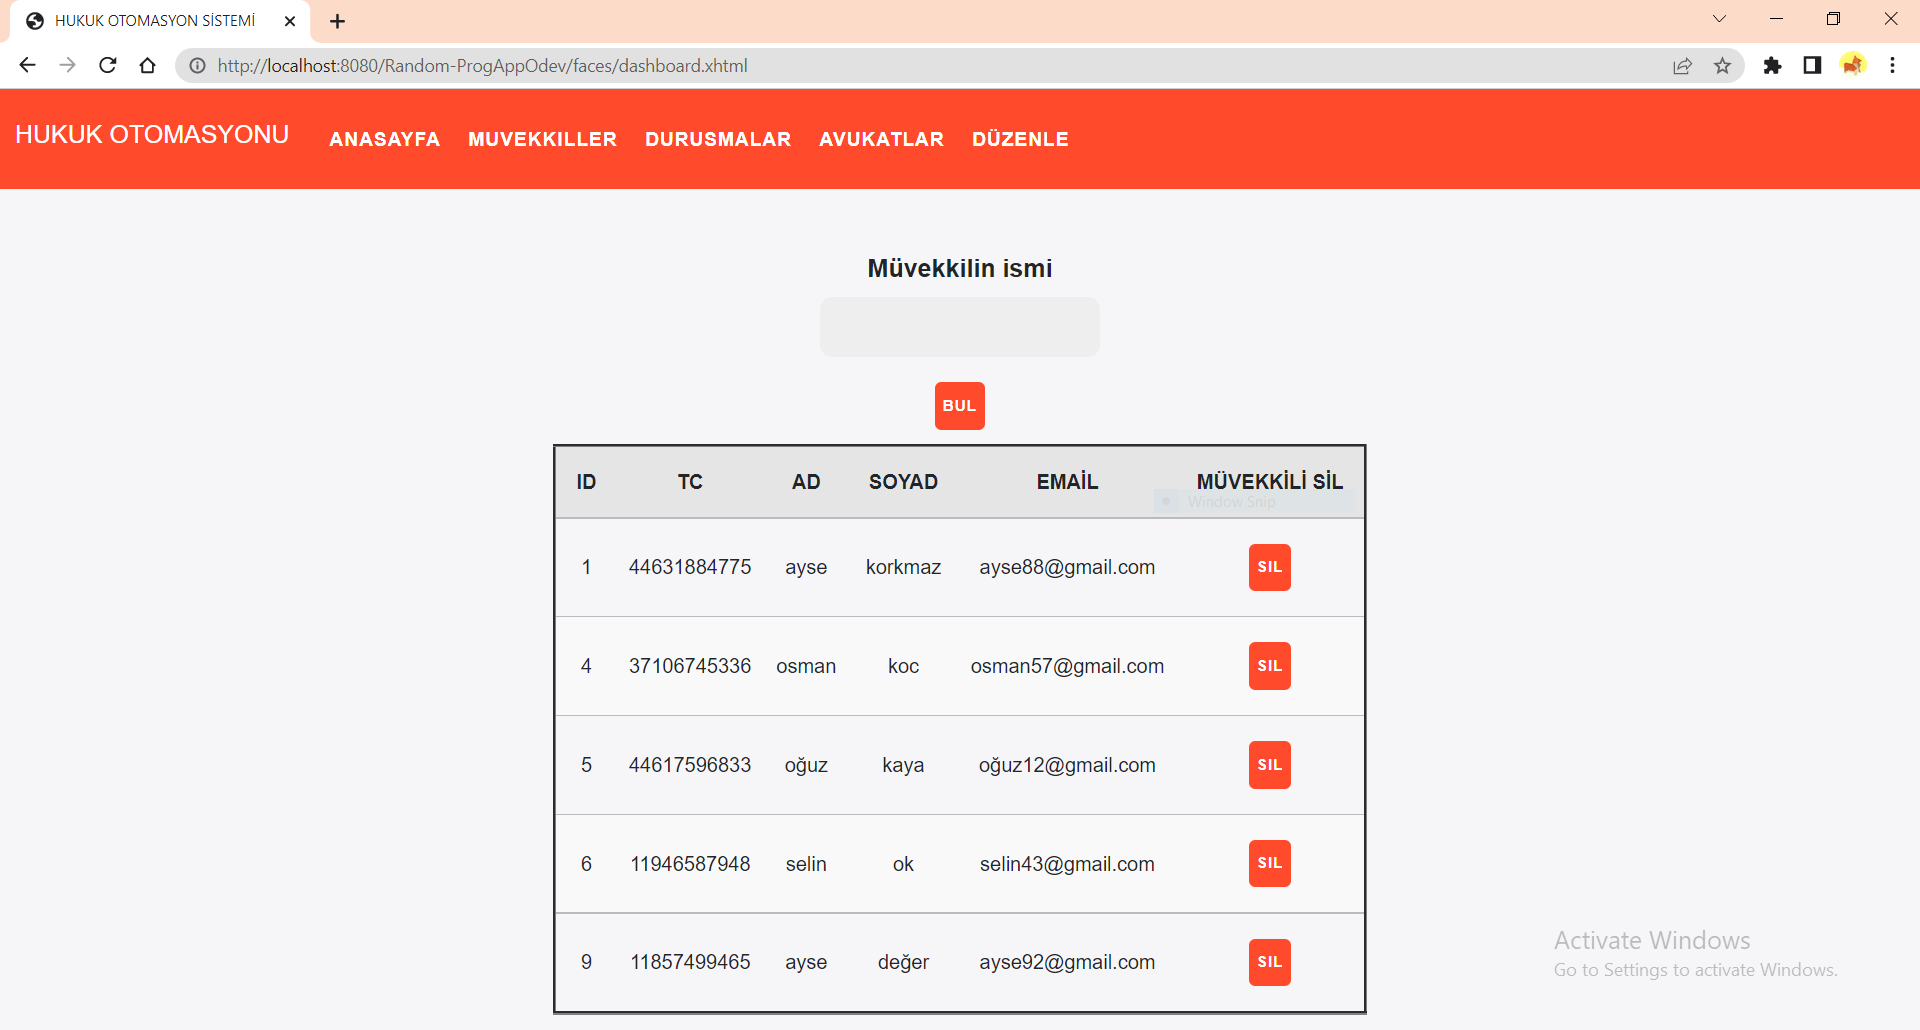 HUKUK OTOMASYON SİSTEMİ
http://localhost:8080/Random-ProgAppOdev/faces/dashboard.xhtml
HUKUK OTOMASYONU ANASAYFA MUVEKKILLER DURUSMALAR AVUKATLAR DÜZENLE
Müvekkilin ismi
BUL
ID TC AD SOYAD EMAİL MÜVEKKİLİ SİL
Window Snip
1 44631884775 ayse korkmaz ayse88@gmail.com SIL
4 37106745336 osman koc osman57@gmail.com SIL
5 44617596833 oğuz kaya oğuz12@gmail.com SIL
6 11946587948 selin ok selin43@gmail.com SIL
9 11857499465 ayse değer ayse92@gmail.com SIL
Activate Windows
Go to Settings to activate Windows.